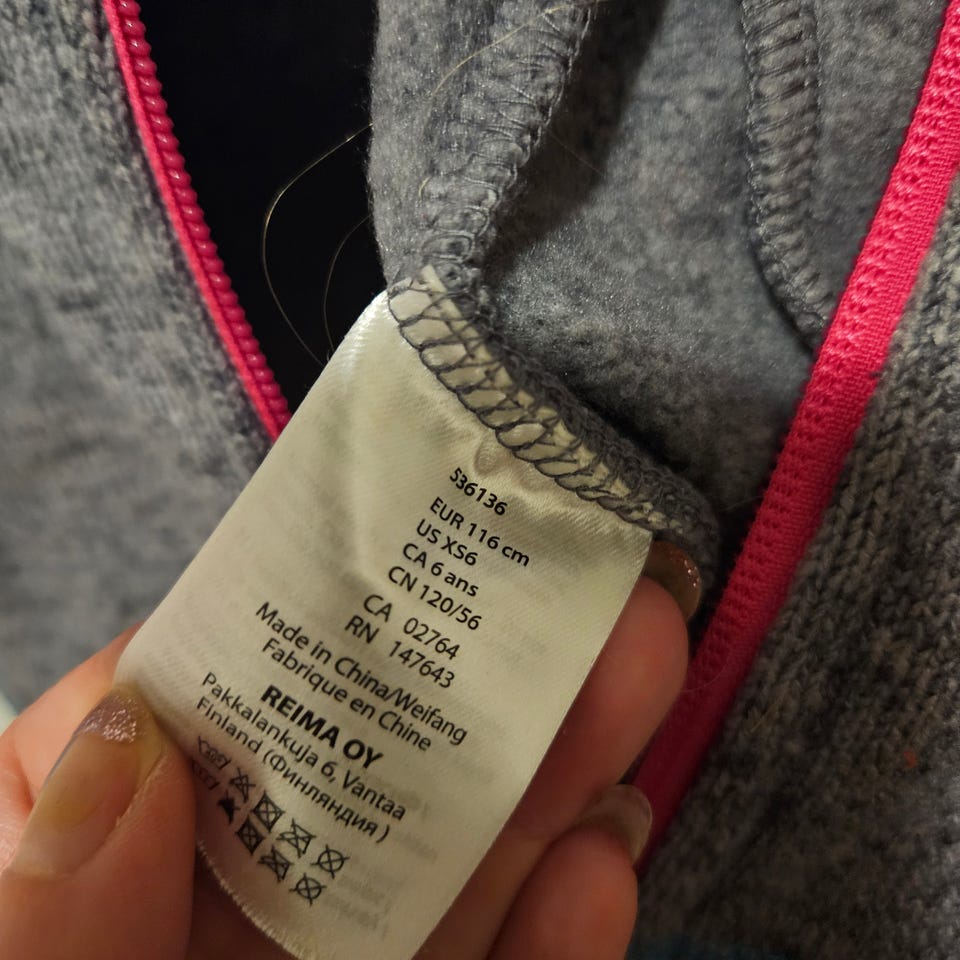 536136
EUR 116 cm
US XS6
CA 6 ans
CN 120/56
CA 02764
RN 147643
Made in China/Weifang
Fabrique en Chine
REIMA OY
Pakkalankuja 6, Vantaa
Finland (Финляндия)